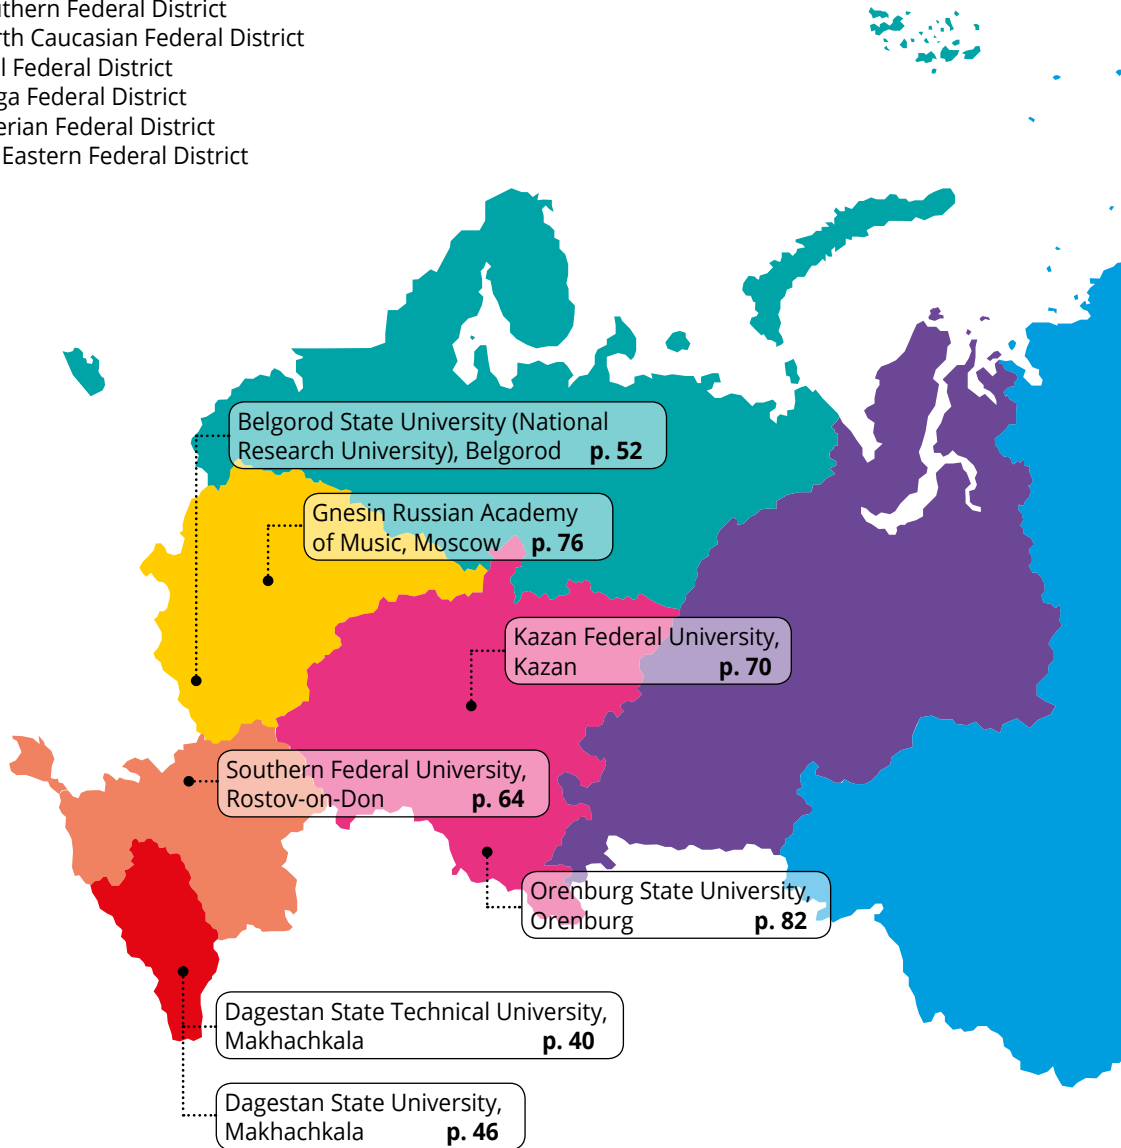 uthern Federal District
rth Caucasian Federal District
l Federal District
ga Federal District
erian Federal District
Eastern Federal District
Belgorod State University (National
Research University), Belgorod p. 52
Gnesin Russian Academy
of Music, Moscow p. 76
Kazan Federal University,
Kazan p. 70
Southern Federal University,
Rostov-on-Don p. 64
Orenburg State University,
Orenburg p. 82
Dagestan State Technical University,
Makhachkala p. 40
Dagestan State University,
Makhachkala p. 46